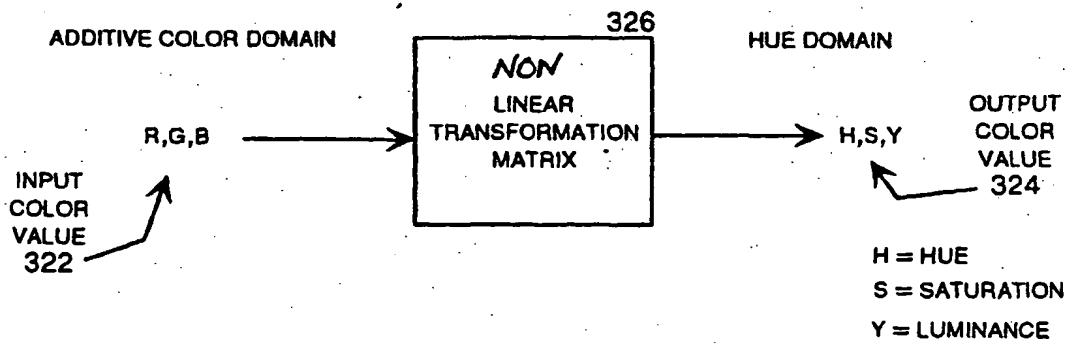 326
ADDITIVE COLOR DOMAIN
HUE DOMAIN
NON
LINEAR
TRANSFORMATION
MATRIX
R,G,B
H,S,Y
OUTPUT
COLOR
VALUE
324
INPUT
COLOR
VALUE
322
H = HUE
S = SATURATION
Y = LUMINANCE